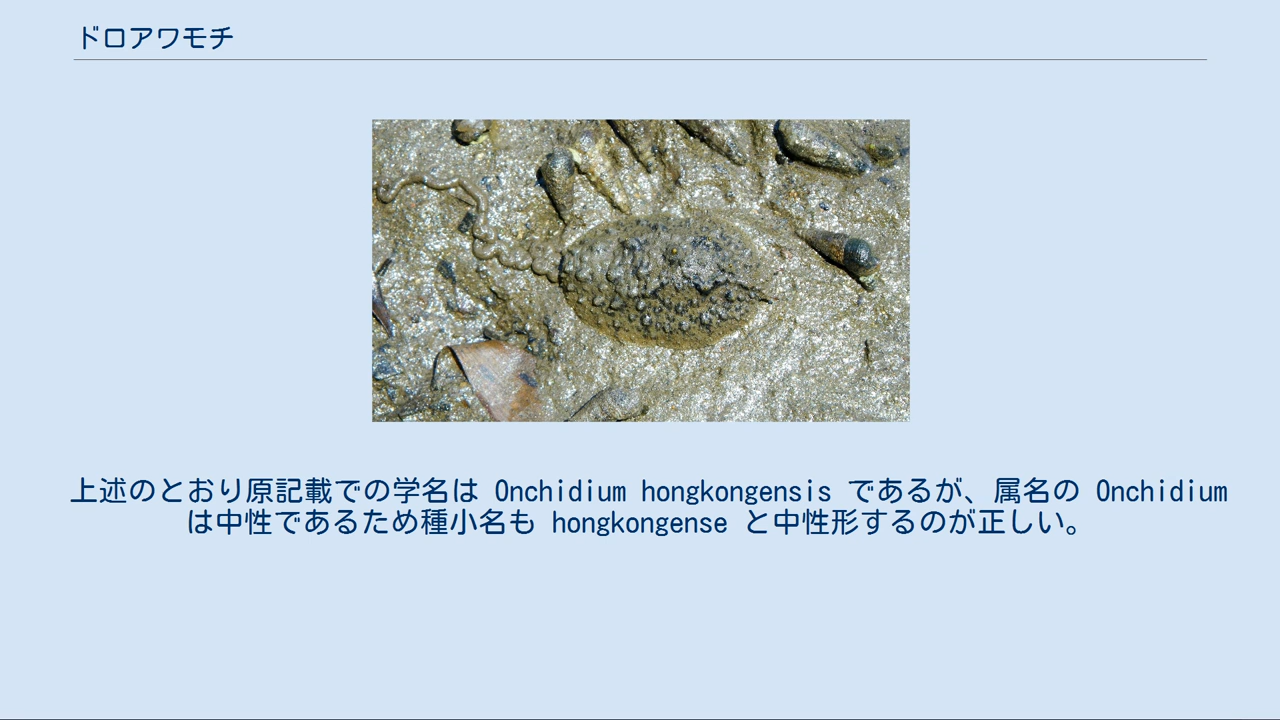 ドロアワモチ
上述のとおり原記載での学名は Onchidium hongkongensis であるが、属名の Onchidium
は中性であるため種小名も hongkongense と中性形するのが正しい。